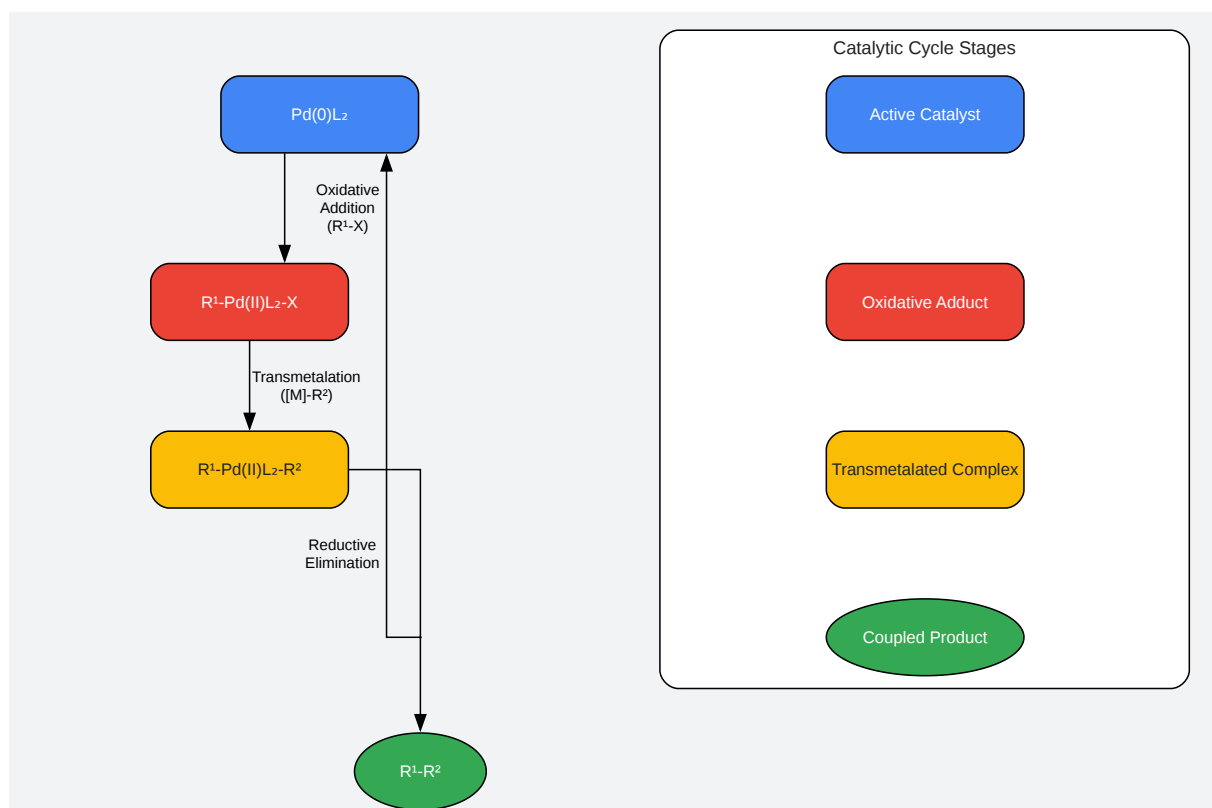 Pd(0)L₂
Oxidative
Addition
(R¹-X)
R¹-Pd(II)L₂-X
Transmetalation
([M]-R²)
R¹-Pd(II)L₂-R²
Reductive
Elimination
R¹-R²
Catalytic Cycle Stages
Active Catalyst
Oxidative Adduct
Transmetalated Complex
Coupled Product